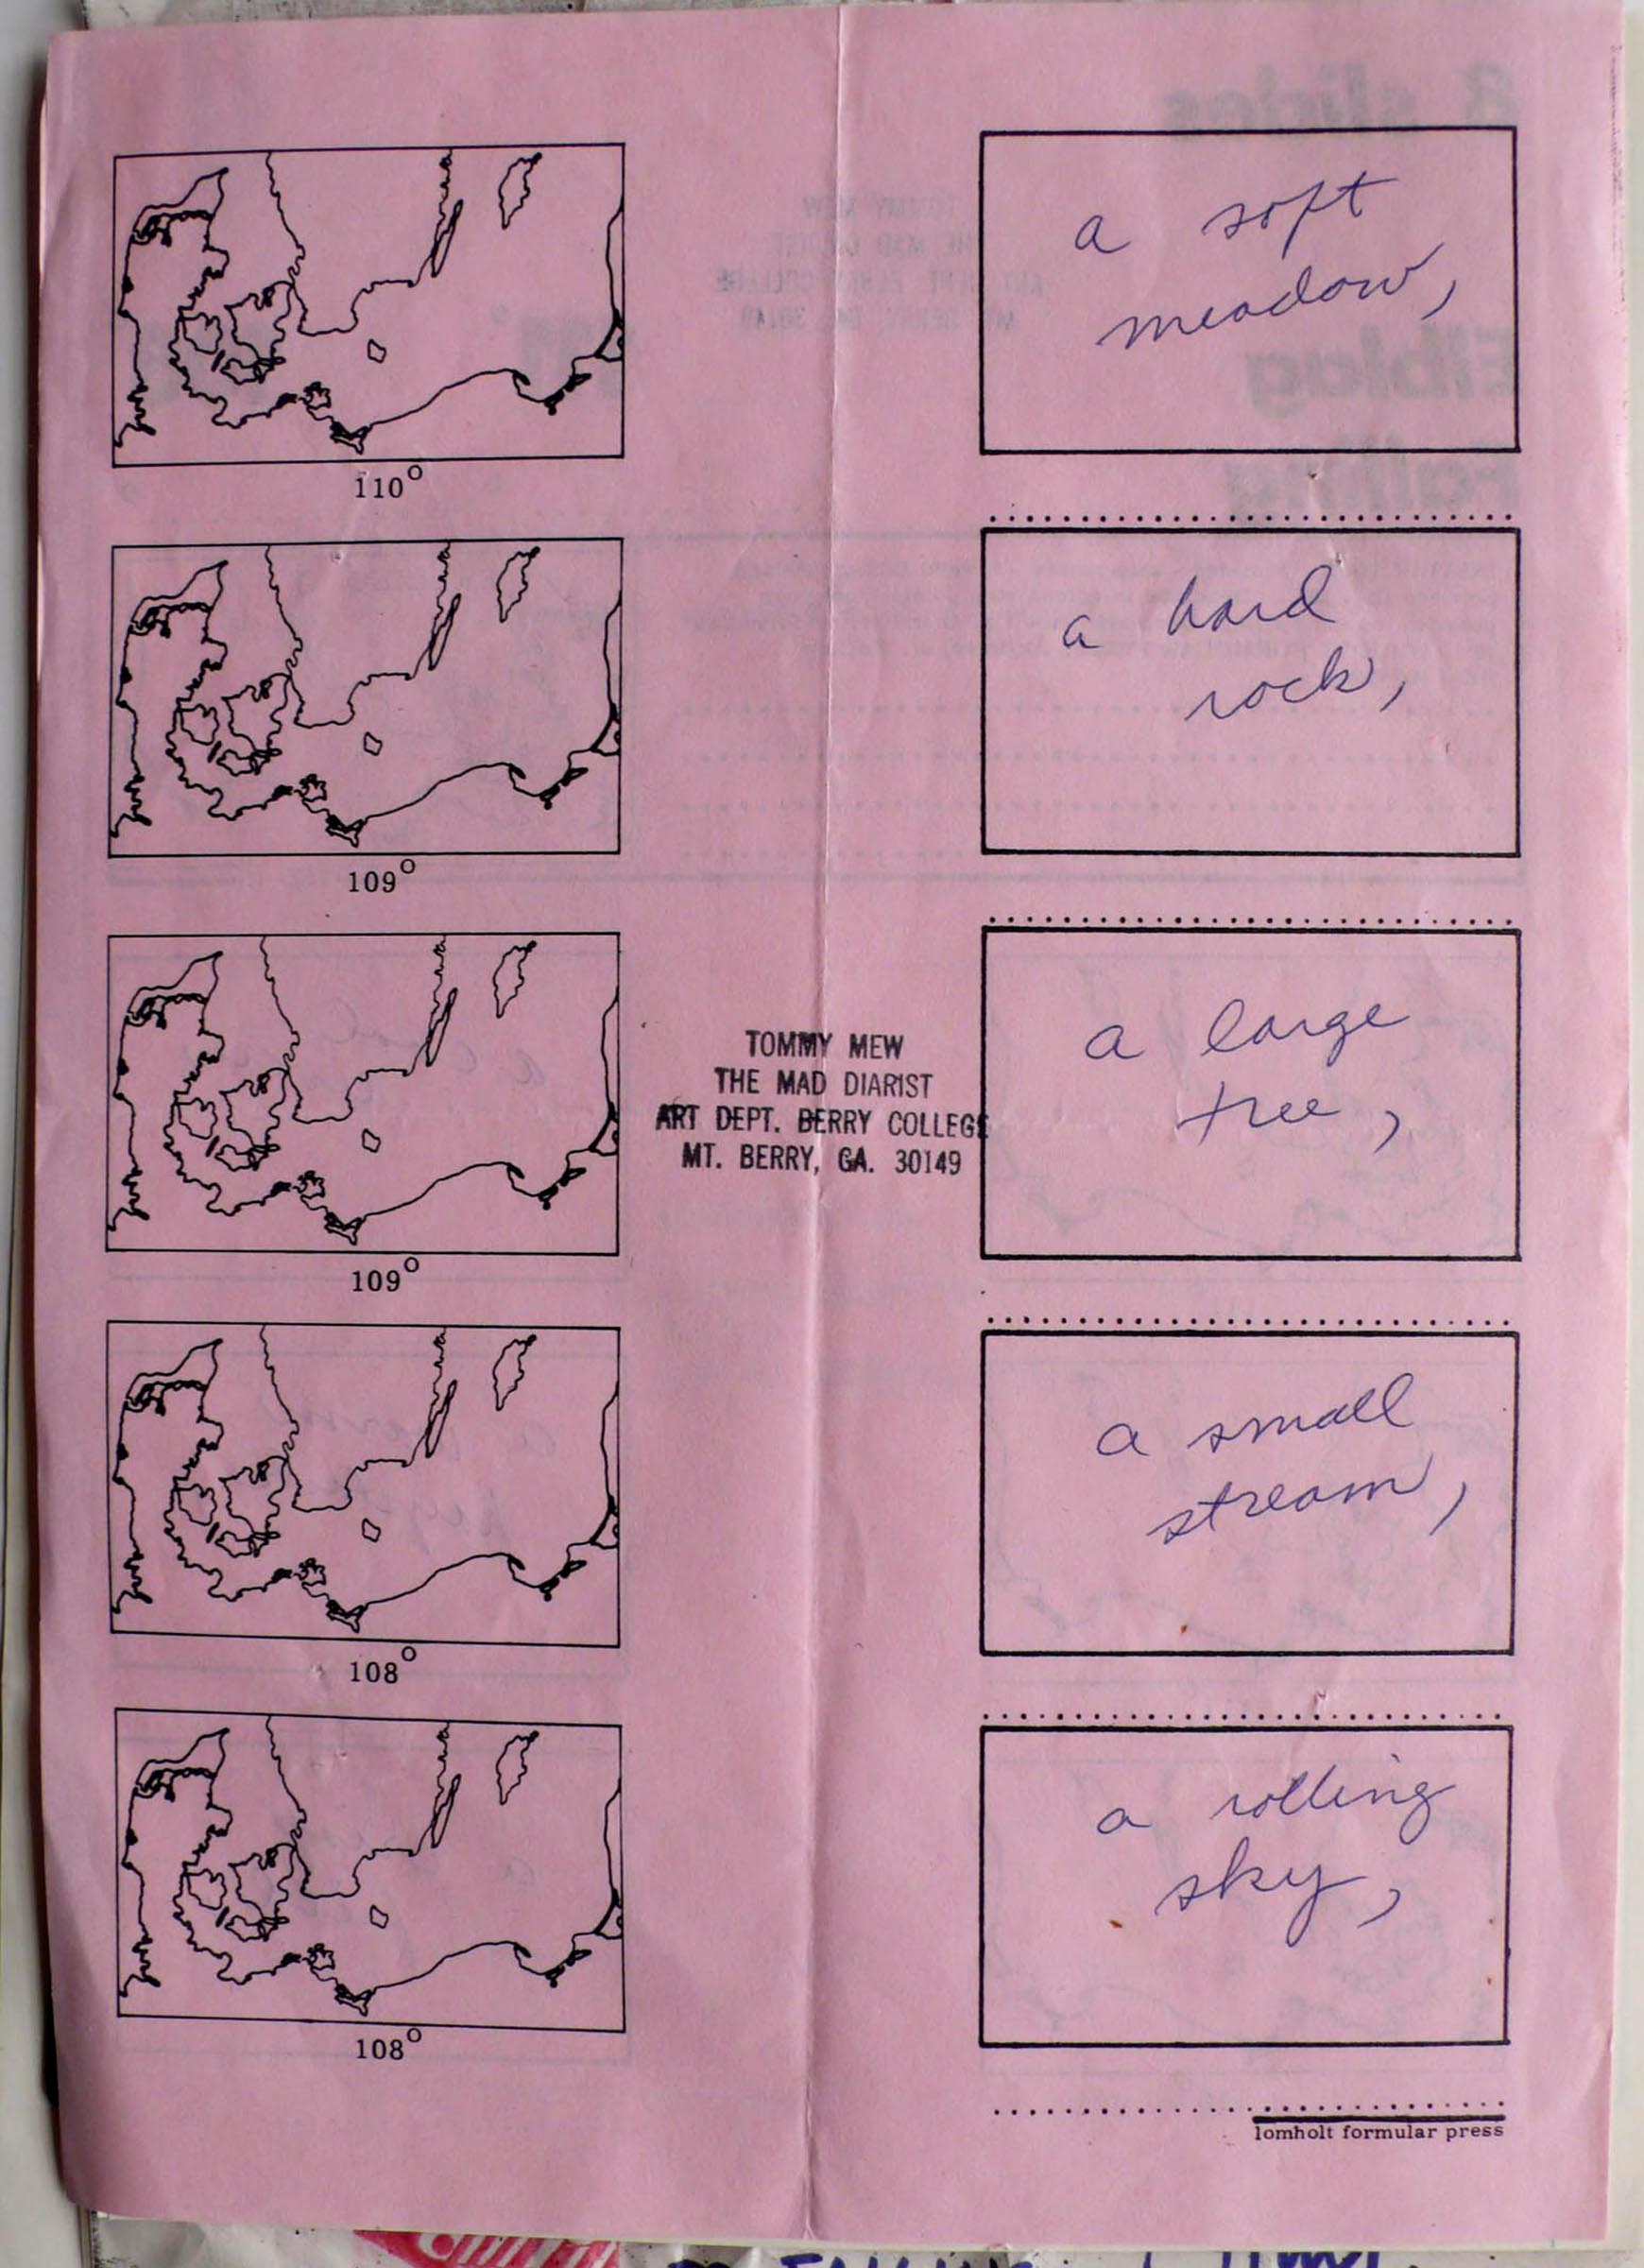 110°
a soft
meadow,
109°
a hard
rock,
109°
TOMMY MEW
THE MAD DIARIST
ART DEPT. BERRY COLLEGE
MT. BERRY, GA. 30149
a large
tree,
108°
a small
stream,
108°
a rolling
sky,
lomholt formular press